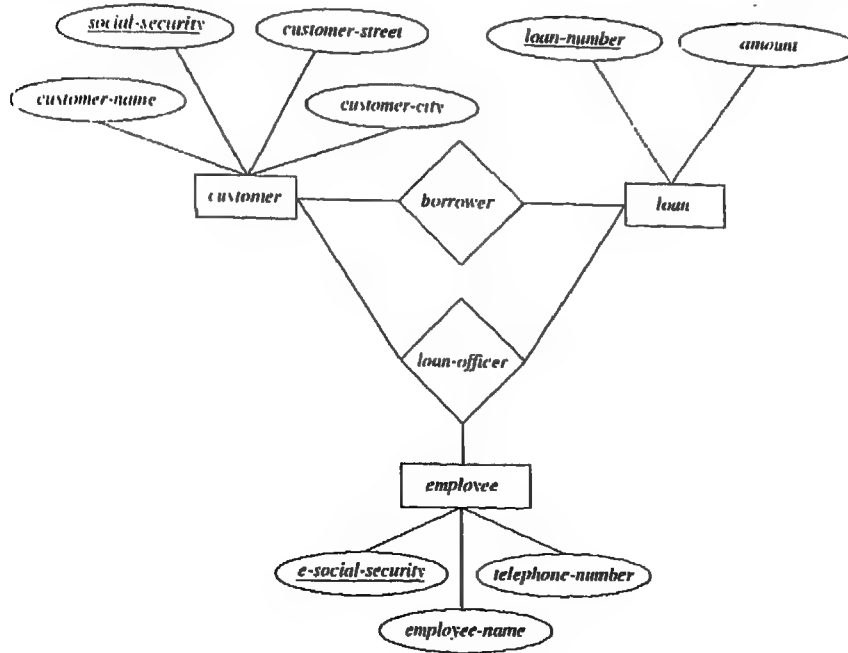 social-security
customer-street
loan-number
amount
customer-name
customer-city
customer
borrower
loan
loan-officer
employee
e-social-security
telephone-number
employee-name